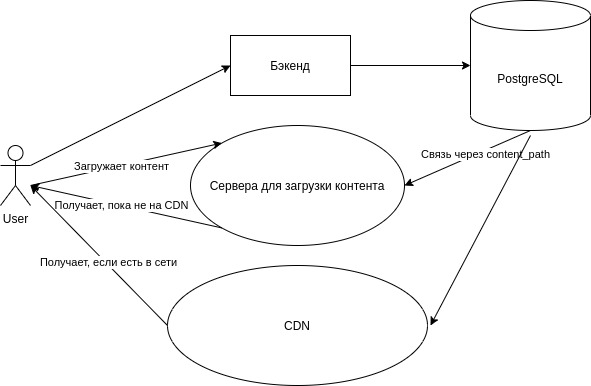 Бэкенд
PostgreSQL
Загружает контент
Связь через content_path
Сервера для загрузки контента
User
Получает, пока не на CDN
Получает, если есть в сети
CDN